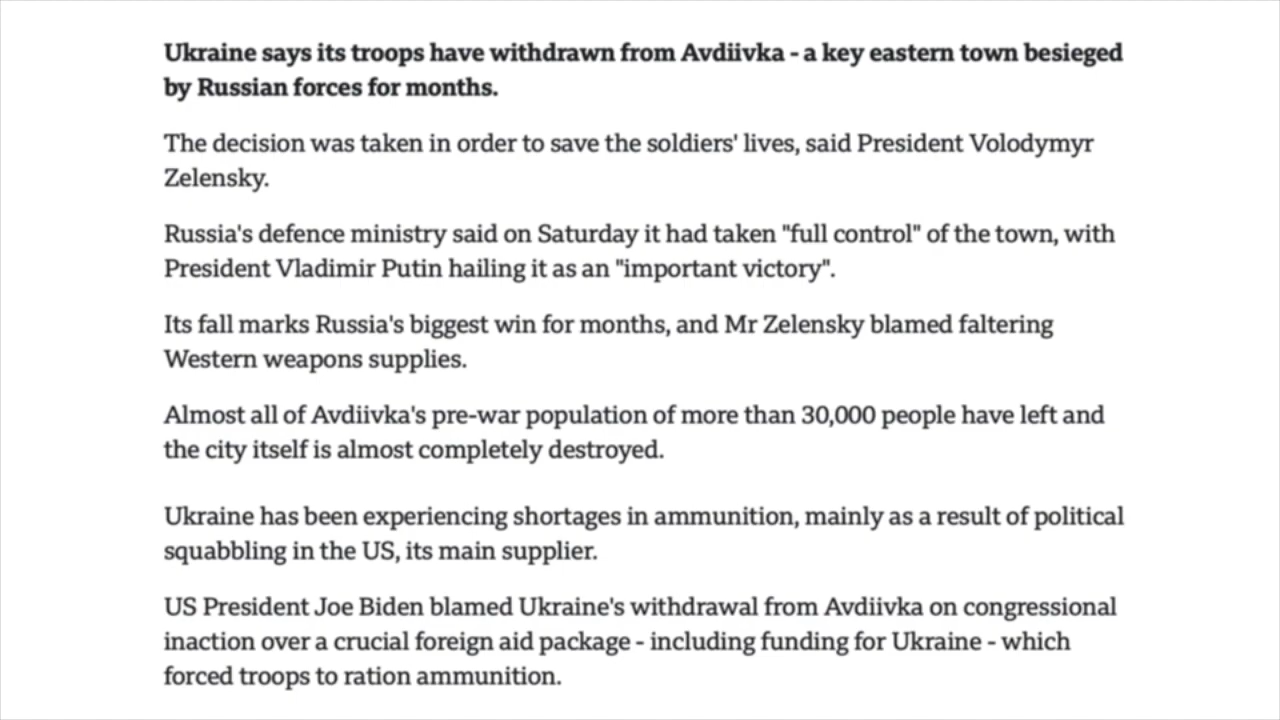 Ukraine says its troops have withdrawn from Avdiivka - a key eastern town besieged
by Russian forces for months.
The decision was taken in order to save the soldiers' lives, said President Volodymyr
Zelensky.
Russia's defence ministry said on Saturday it had taken "full control" of the town, with
President Vladimir Putin hailing it as an "important victory".
Its fall marks Russia's biggest win for months, and Mr Zelensky blamed faltering
Western weapons supplies.
Almost all of Avdiivka's pre-war population of more than 30,000 people have left and
the city itself is almost completely destroyed.
Ukraine has been experiencing shortages in ammunition, mainly as a result of political
squabbling in the US, its main supplier.
US President Joe Biden blamed Ukraine's withdrawal from Avdiivka on congressional
inaction over a crucial foreign aid package - including funding for Ukraine - which
forced troops to ration ammunition.